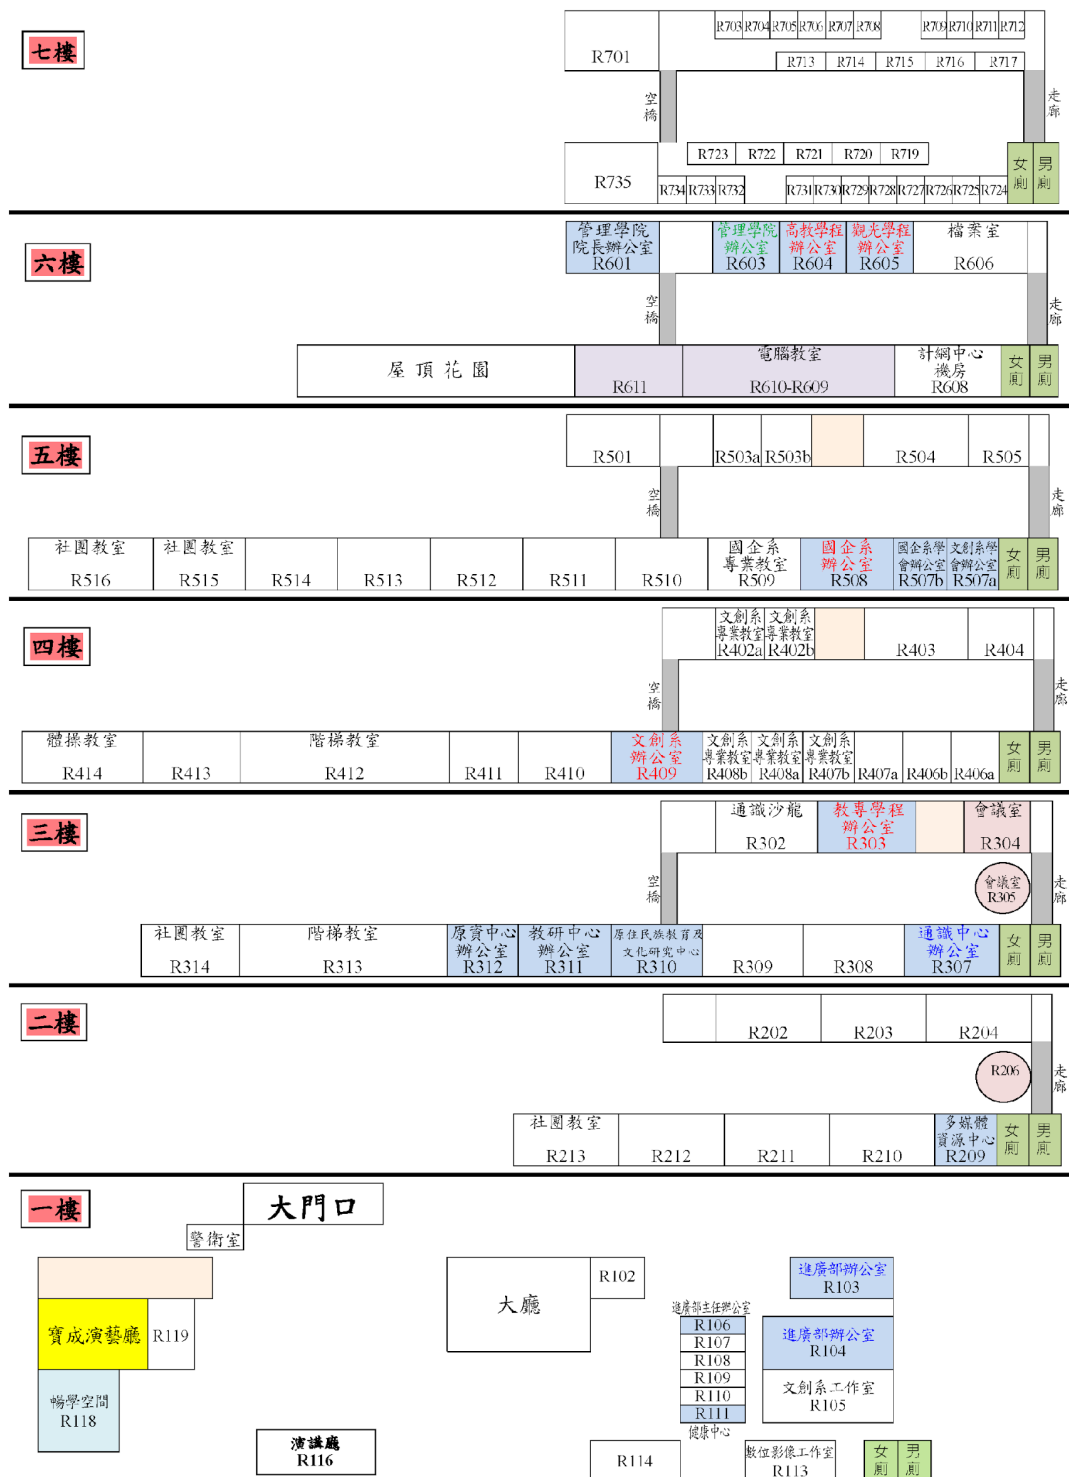 七樓
R701
R703 R704 R705 R706 R707 R708
R709 R710 R711 R712
R713 R714 R715 R716 R717
空橋
走廊
R735
R723 R722 R721 R720 R719
R734 R733 R732
R731 R730 R729 R728 R727 R726 R725 R724
女廁
男廁
六樓
管理學院
院長辦公室
R601
管理學院
辦公室
R603
高教學程
辦公室
R604
觀光學程
辦公室
R605
檔案室
R606
空橋
走廊
屋頂花園
R611
電腦教室
R610-R609
計網中心
機房
R608
女廁
男廁
五樓
R501
R503a
R503b
R504
R505
空橋
走廊
社團教室
R516
社團教室
R515
R514
R513
R512
R511
R510
國企系
專業教室
R509
國企系
辦公室
R508
國企系學
會辦公室
R507b
文創系學
會辦公室
R507a
女廁
男廁
四樓
文創系
專業教室
R402a
文創系
專業教室
R402b
R403
R404
空橋
走廊
體操教室
R414
R413
階梯教室
R412
R411
R410
文創系
辦公室
R409
文創系
專業教室
R408b
文創系
專業教室
R408a
文創系
專業教室
R407b
R407a
R406b
R406a
女廁
男廁
三樓
通識沙龍
R302
教專學程
辦公室
R303
會議室
R304
會議室
R305
空橋
走廊
社團教室
R314
階梯教室
R313
原資中心
辦公室
R312
教研中心
辦公室
R311
原住民族教育及
文化研究中心
R310
R309
R308
通識中心
辦公室
R307
女廁
男廁
二樓
R202
R203
R204
R206
走廊
社團教室
R213
R212
R211
R210
多媒體
資源中心
R209
女廁
男廁
一樓
大門口
警衛室
寶成演藝廳
R119
暢學空間
R118
演講廳
R116
大廳
R102
進廣部辦公室
R103
進廣部主任辦公室
R106
R107
R108
R109
R110
R111
健康中心
進廣部辦公室
R104
文創系工作室
R105
R114
數位影像工作室
R113
女廁
男廁